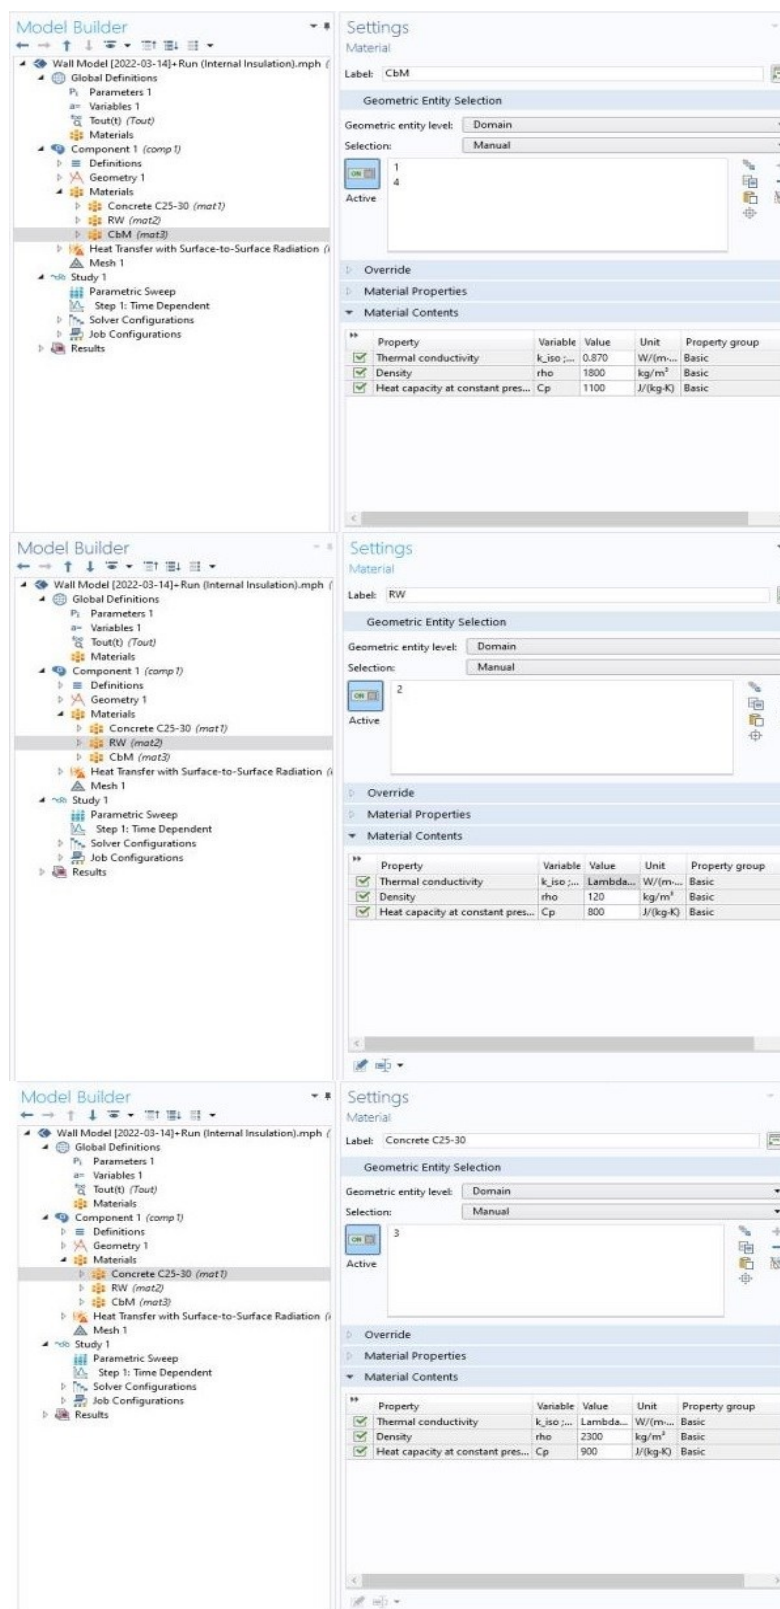 Model Builder
Wall Model [2022-03-14]+Run (Internal Insulation).mph (
Global Definitions
Pi Parameters 1
a= Variables 1
Tout(t) (Tout)
Materials
Component 1 (comp1)
Definitions
Geometry 1
Materials
Concrete C25-30 (mat1)
RW (mat2)
CbM (mat3)
Heat Transfer with Surface-to-Surface Radiation (
Mesh 1
Study 1
Parametric Sweep
Step 1: Time Dependent
Solver Configurations
Job Configurations
Results
Settings
Material
Label: CbM
Geometric Entity Selection
Geometric entity level: Domain
Selection: Manual
ON
1
4
Active
Override
Material Properties
Material Contents
Property Variable Value Unit Property group
Thermal conductivity k_iso ;... 0.870 W/(m·... Basic
Density rho 1800 kg/m³ Basic
Heat capacity at constant pres... Cp 1100 J/(kg·K) Basic
Model Builder
Wall Model [2022-03-14]+Run (Internal Insulation).mph (
Global Definitions
Pi Parameters 1
a= Variables 1
Tout(t) (Tout)
Materials
Component 1 (comp1)
Definitions
Geometry 1
Materials
Concrete C25-30 (mat1)
RW (mat2)
CbM (mat3)
Heat Transfer with Surface-to-Surface Radiation (
Mesh 1
Study 1
Parametric Sweep
Step 1: Time Dependent
Solver Configurations
Job Configurations
Results
Settings
Material
Label: RW
Geometric Entity Selection
Geometric entity level: Domain
Selection: Manual
ON
2
Active
Override
Material Properties
Material Contents
Property Variable Value Unit Property group
Thermal conductivity k_iso ;... Lambda... W/(m·... Basic
Density rho 120 kg/m³ Basic
Heat capacity at constant pres... Cp 800 J/(kg·K) Basic
Model Builder
Wall Model [2022-03-14]+Run (Internal Insulation).mph (
Global Definitions
Pi Parameters 1
a= Variables 1
Tout(t) (Tout)
Materials
Component 1 (comp1)
Definitions
Geometry 1
Materials
Concrete C25-30 (mat1)
RW (mat2)
CbM (mat3)
Heat Transfer with Surface-to-Surface Radiation (
Mesh 1
Study 1
Parametric Sweep
Step 1: Time Dependent
Solver Configurations
Job Configurations
Results
Settings
Material
Label: Concrete C25-30
Geometric Entity Selection
Geometric entity level: Domain
Selection: Manual
ON
3
Active
Override
Material Properties
Material Contents
Property Variable Value Unit Property group
Thermal conductivity k_iso ;... Lambda... W/(m·... Basic
Density rho 2300 kg/m³ Basic
Heat capacity at constant pres... Cp 900 J/(kg·K) Basic